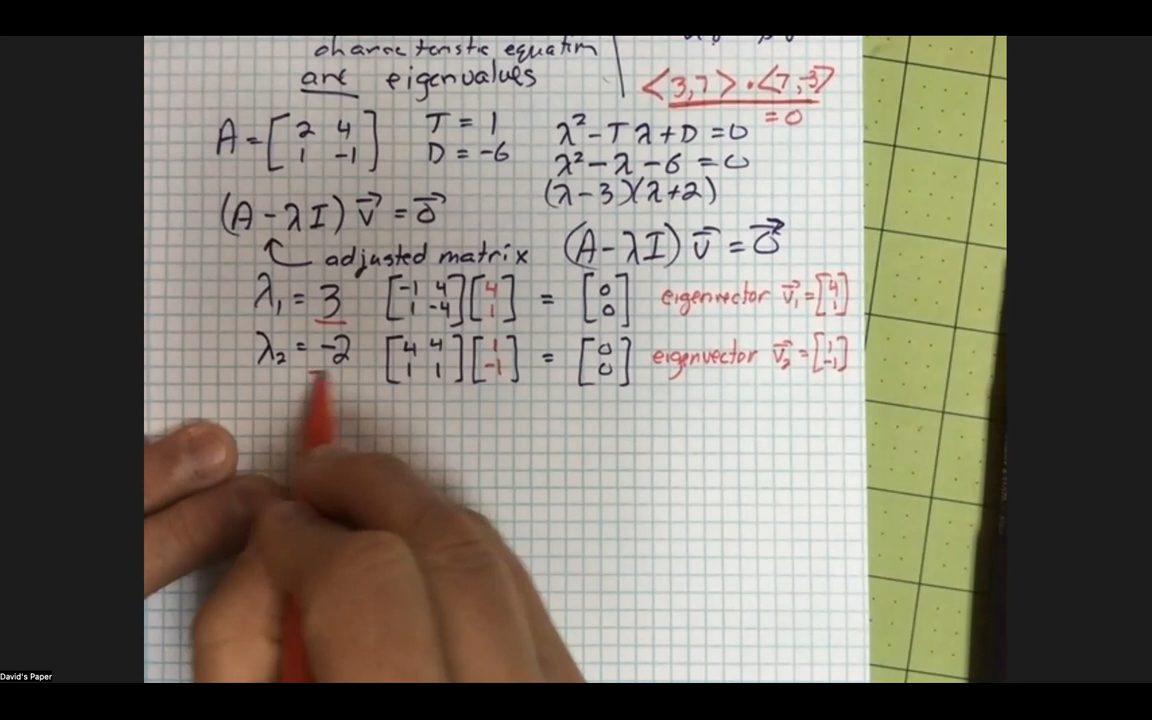 characteristic equation
are eigenvalues
<3,7> · <7,-3>
= 0
A = [2 4; 1 -1]
T = 1
D = -6
λ² - Tλ + D = 0
λ² - λ - 6 = 0
(λ - 3)(λ + 2)
(A - λI) v⃗ = 0⃗
adjusted matrix
(A - λI) v⃗ = 0⃗
λ₁ = 3 [-1 4; 1 -4][4; 1] = [0; 0] eigenvector v⃗₁ = [4; 1]
λ₂ = -2 [4 4; 1 1][1; -1] = [0; 0] eigenvector v⃗₂ = [1; -1]
David's Paper